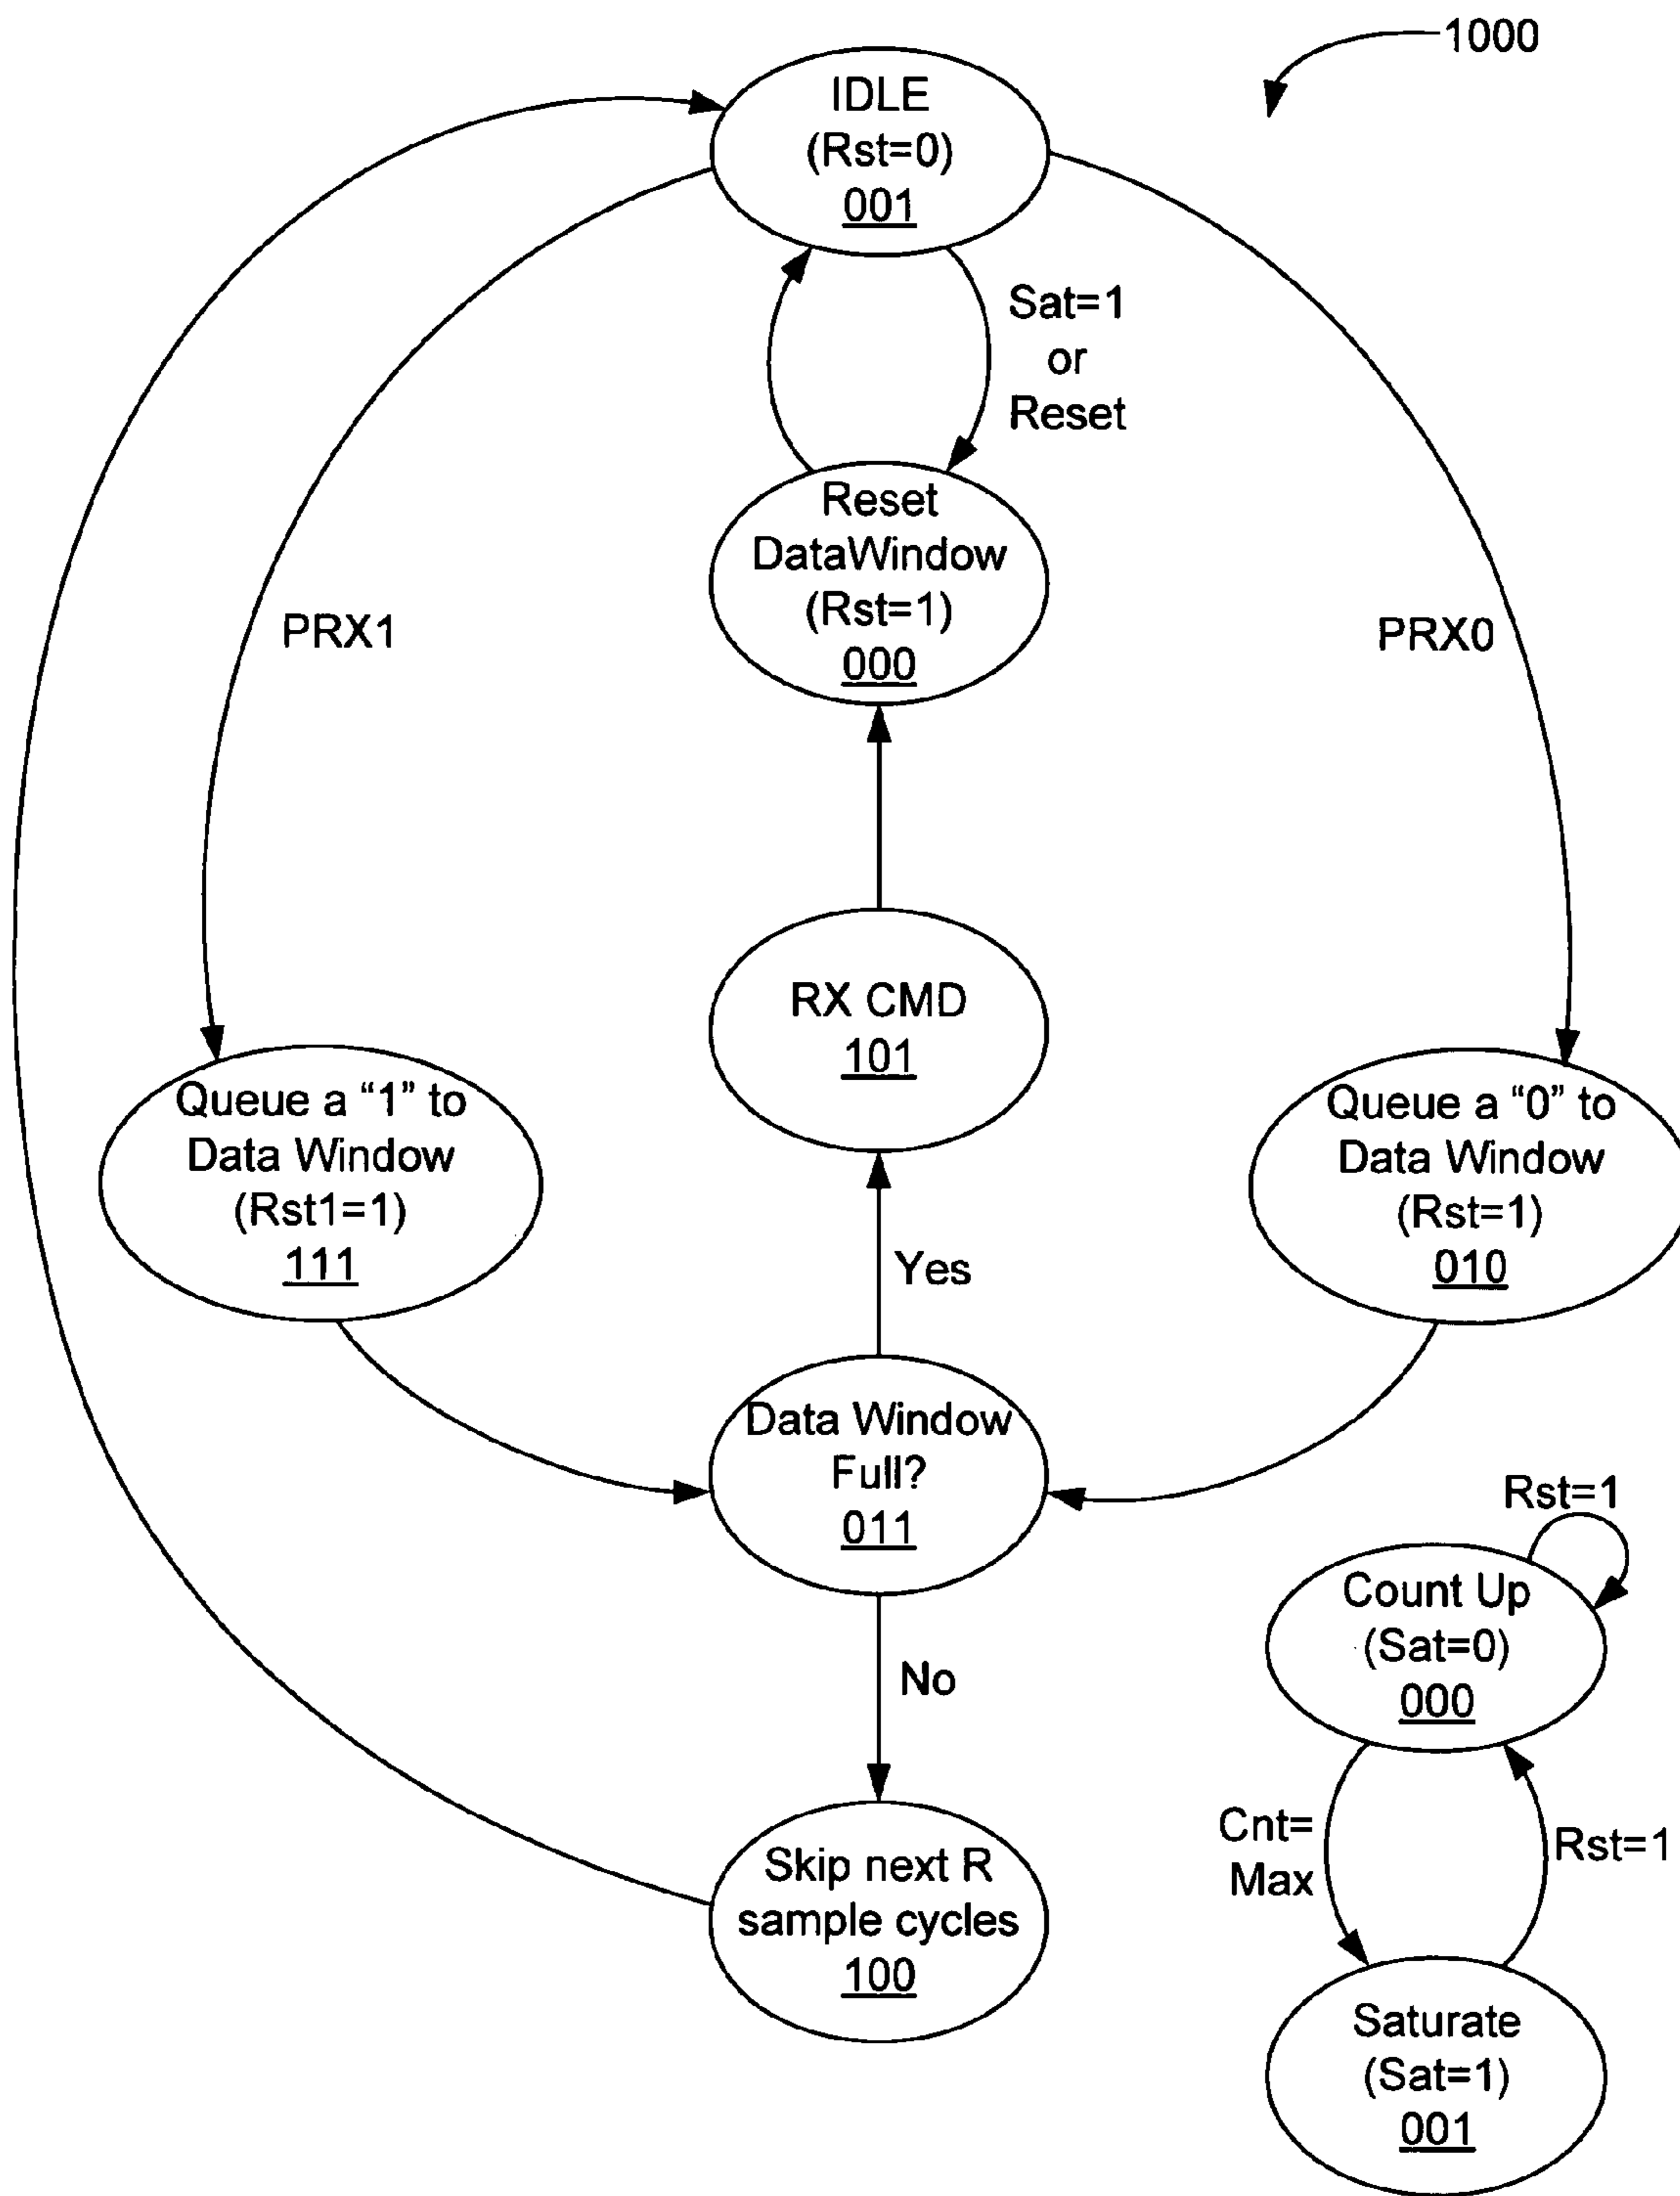 1000
IDLE
(Rst=0)
001
Sat=1
or
Reset
Reset
DataWindow
(Rst=1)
000
PRX1
PRX0
RX CMD
101
Queue a “1” to
Data Window
(Rst1=1)
111
Queue a “0” to
Data Window
(Rst=1)
010
Yes
Data Window
Full?
011
No
Skip next R
sample cycles
100
Rst=1
Count Up
(Sat=0)
000
Cnt=
Max
Rst=1
Saturate
(Sat=1)
001